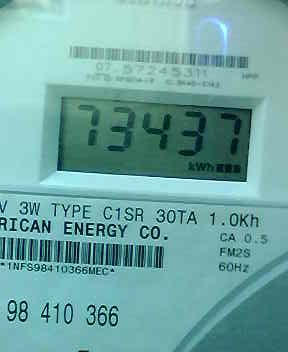 07.57245311
73437
kWh
V 3W TYPE C1SR 30TA 1.0Kh
RICAN ENERGY CO.
CA 0.5
FM2S
60Hz
*1NFS98410366MEC*
98 410 366